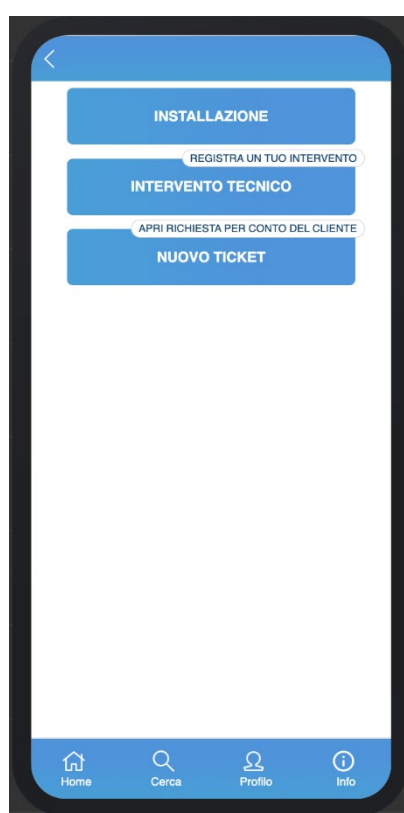 INSTALLAZIONE
REGISTRA UN TUO INTERVENTO
INTERVENTO TECNICO
APRI RICHIESTA PER CONTO DEL CLIENTE
NUOVO TICKET
Home Cerca Profilo Info